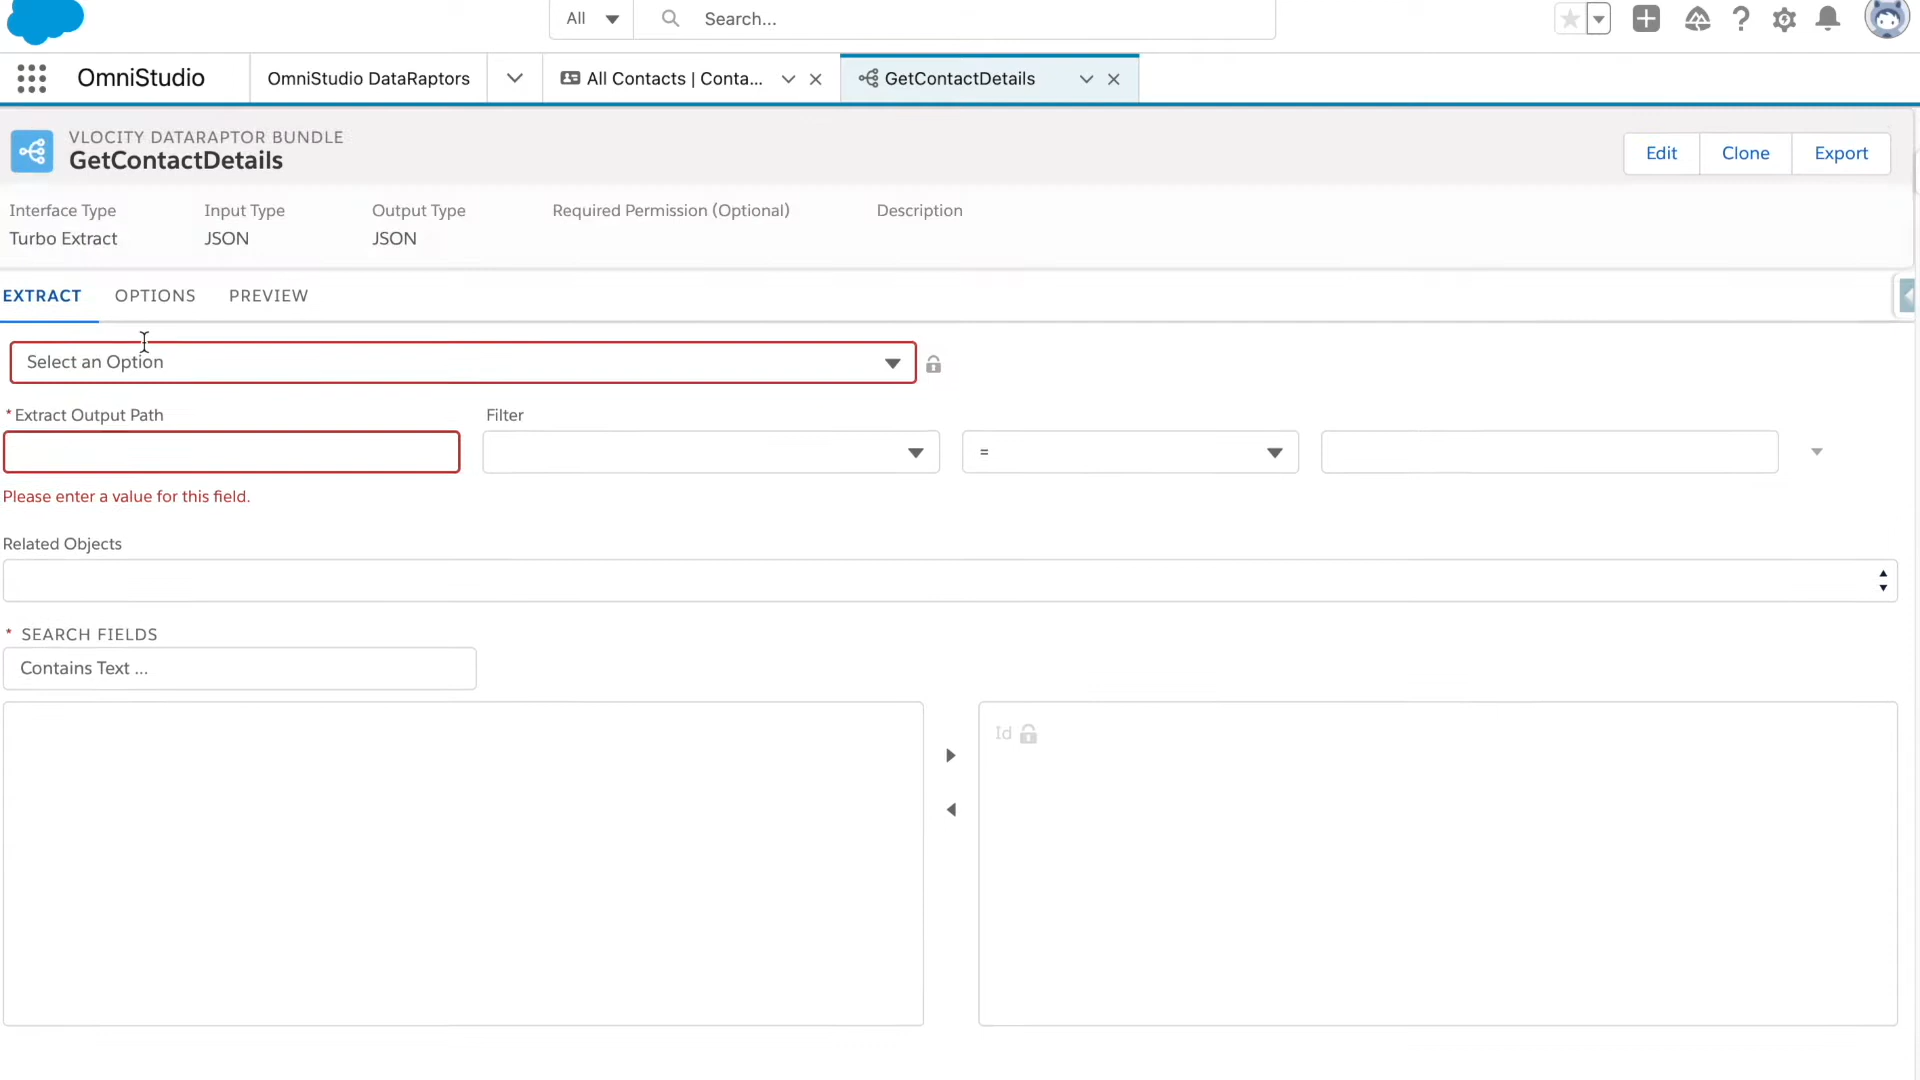 All
Search...
OmniStudio
OmniStudio DataRaptors
All Contacts | Conta...
GetContactDetails
VLOCITY DATARAPTOR BUNDLE
GetContactDetails
Edit
Clone
Export
Interface Type
Input Type
Output Type
Required Permission (Optional)
Description
Turbo Extract
JSON
JSON
EXTRACT
OPTIONS
PREVIEW
Select an Option
* Extract Output Path
Filter
=
Please enter a value for this field.
Related Objects
* SEARCH FIELDS
Contains Text ...
Id